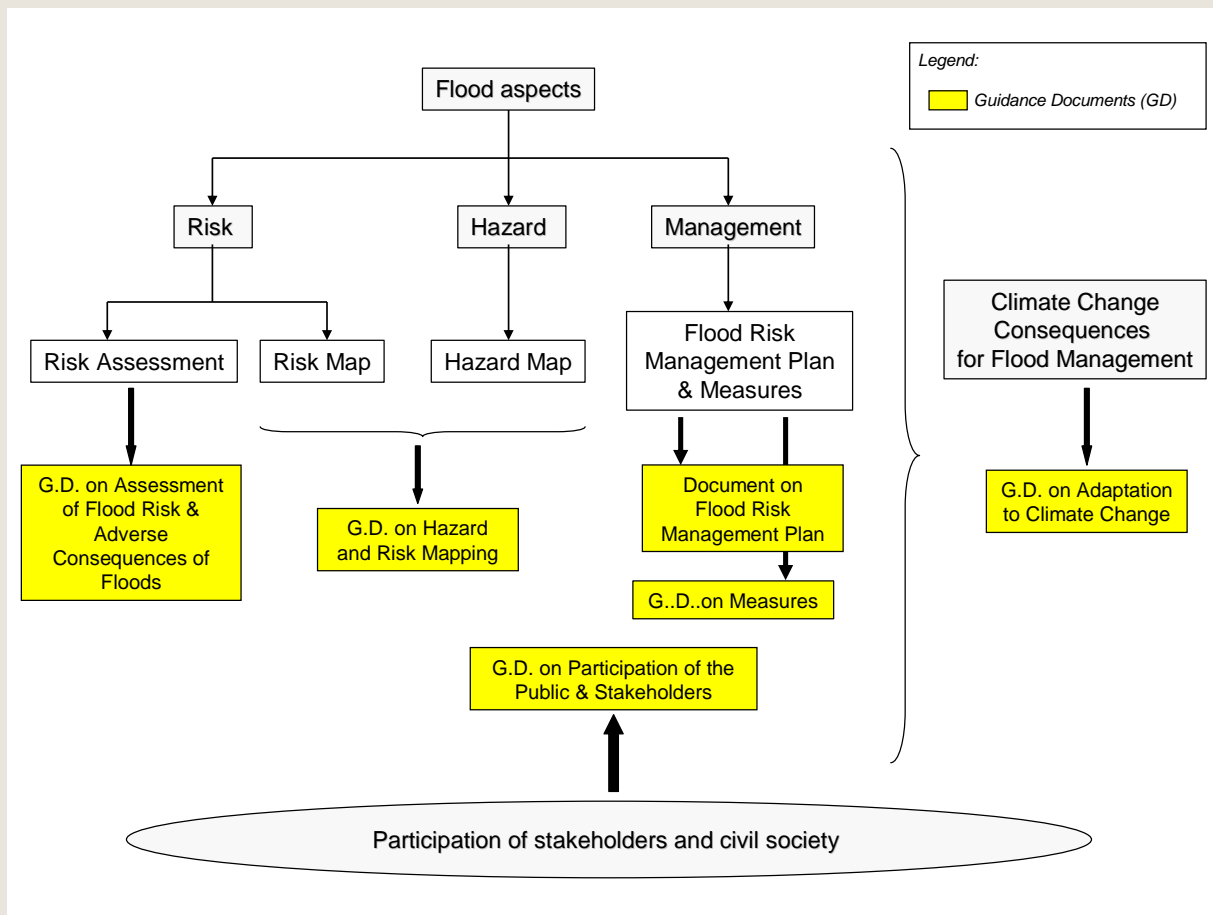 Legend:
Guidance Documents (GD)
Flood aspects
Risk
Hazard
Management
Risk Assessment
Risk Map
Hazard Map
Flood Risk
Management Plan
& Measures
Climate Change
Consequences
for Flood Management
G.D. on Assessment
of Flood Risk &
Adverse
Consequences of
Floods
G.D. on Hazard
and Risk Mapping
Document on
Flood Risk
Management Plan
G..D..on Measures
G.D. on Adaptation
to Climate Change
G.D. on Participation of the
Public & Stakeholders
Participation of stakeholders and civil society